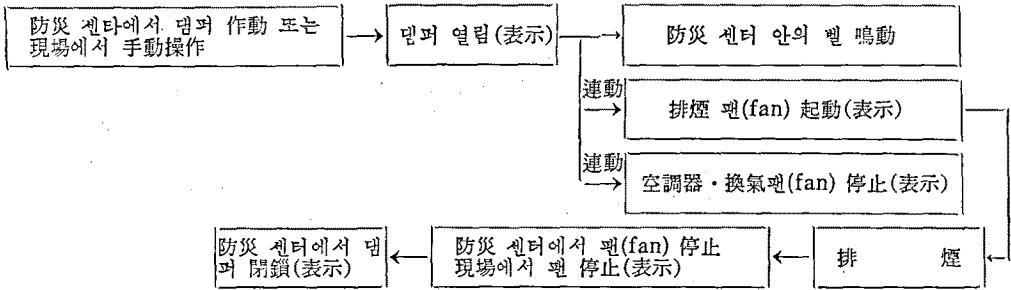 防災 센타에서 댐퍼 作動 또는
現場에서 手動操作
댐퍼 열림(表示)
防災 센터 안의 벨 鳴動
連動
排煙 팬(fan) 起動(表示)
連動
空調器・換氣팬(fan) 停止(表示)
防災 센터에서 댐
퍼 閉鎖(表示)
防災 센터에서 팬(fan) 停止
現場에서 팬 停止(表示)
排 煙